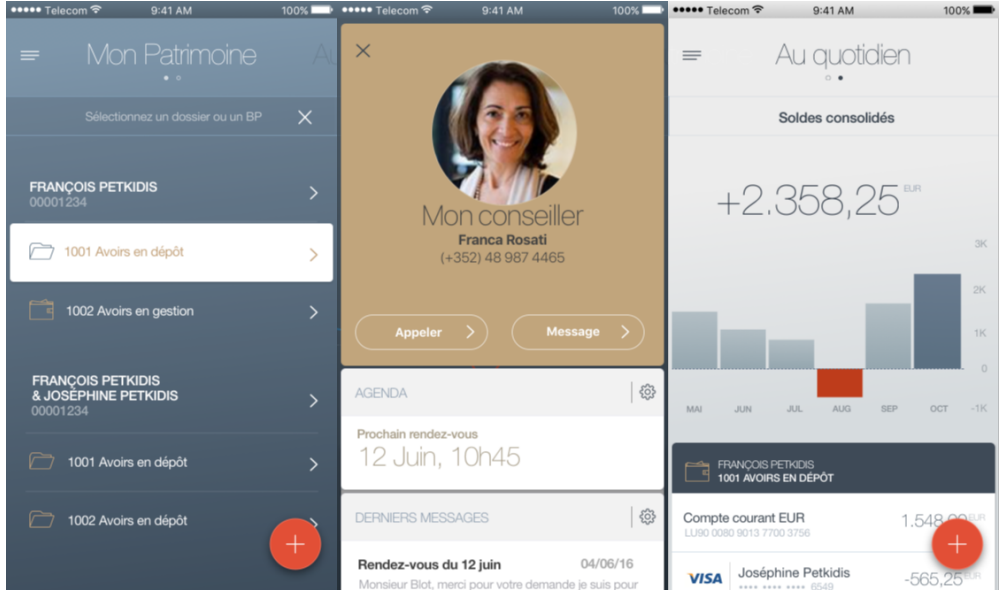 Telecom 9:41 AM 100%
Mon Patrimoine
Sélectionnez un dossier ou un BP
FRANÇOIS PETKIDIS
00001234
1001 Avoirs en dépôt
1002 Avoirs en gestion
FRANÇOIS PETKIDIS
& JOSÉPHINE PETKIDIS
00001234
1001 Avoirs en dépôt
1002 Avoirs en dépôt
Telecom 9:41 AM 100%
Mon conseiller
Franca Rosati
(+352) 48 987 4465
Appeler
Message
AGENDA
Prochain rendez-vous
12 Juin, 10h45
DERNIERS MESSAGES
Rendez-vous du 12 juin 04/06/16
Monsieur Blot, merci pour votre demande je suis pour
Telecom 9:41 AM 100%
Au quotidien
Soldes consolidés
+2.358,25 EUR
3K
2K
1K
0
-1K
MAI JUN JUL AUG SEP OCT
FRANÇOIS PETKIDIS
1001 AVOIRS EN DÉPÔT
Compte courant EUR
LU90 0080 9013 7700 3756
VISA Joséphine Petkidis -565,25 EUR
•••• •••• •••• 6549